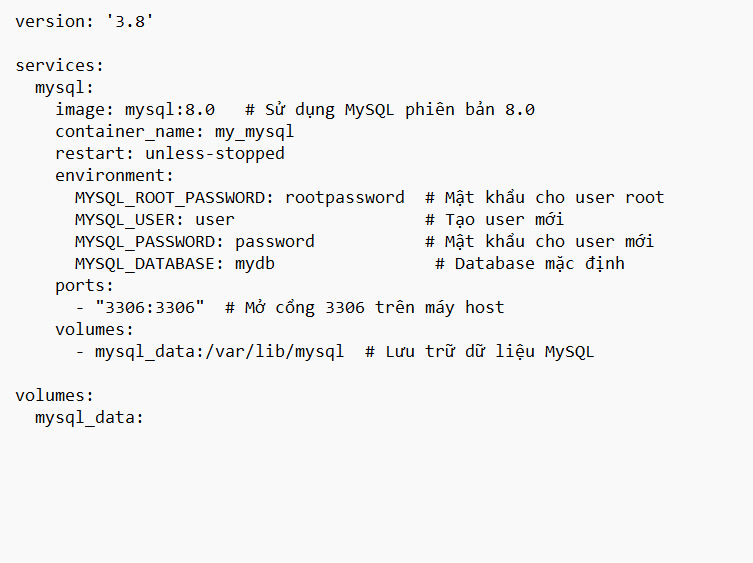 version: '3.8'

services:
  mysql:
    image: mysql:8.0   # Sử dụng MySQL phiên bản 8.0
    container_name: my_mysql
    restart: unless-stopped
    environment:
      MYSQL_ROOT_PASSWORD: rootpassword  # Mật khẩu cho user root
      MYSQL_USER: user                   # Tạo user mới
      MYSQL_PASSWORD: password           # Mật khẩu cho user mới
      MYSQL_DATABASE: mydb                # Database mặc định
    ports:
      - "3306:3306"  # Mở cổng 3306 trên máy host
    volumes:
      - mysql_data:/var/lib/mysql  # Lưu trữ dữ liệu MySQL

volumes:
  mysql_data: